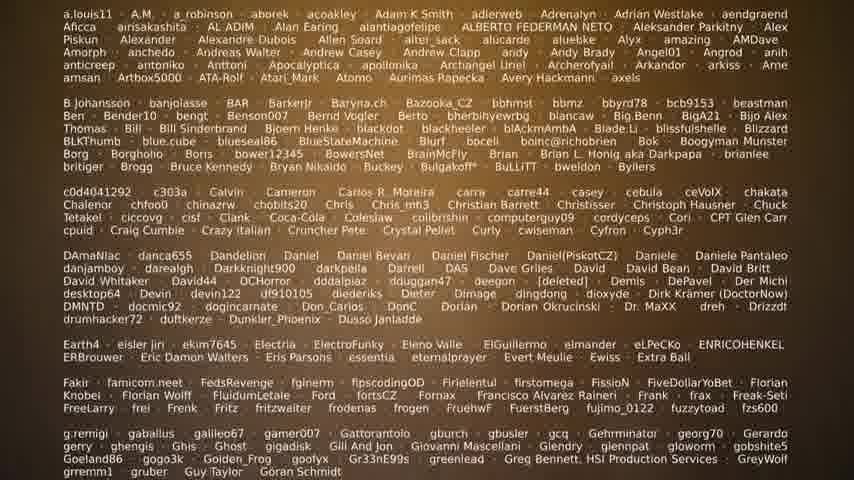 a.louis11 · A.M. · a_robinson · aborek · acoakley · Adam K Smith · adierweb · Adrenalyn · Adrian Westlake · aendgraend
Aficca · airisakashita · AL ADIM · Alan Earing · alantiagofelipe · ALBERTO FEDERMAN NETO · Aleksander Parkitny · Alex
Piskun · Alexander · Alexandre Dubois · Allen Soard · alter_sack · alucarde · aluelske · Alyx · amazing · AMDave
Amorph · anchedo · Andreas Walter · Andrew Casey · Andrew Clapp · andy · Andy Brady · Angel01 · Angrod · anih
anticreep · antoniko · Anttoni · Apocalyptica · apollonika · Archangel Uriel · Archerofyail · Arkandor · arkiss · Arne
arnsan · Artbox5000 · ATA-Rolf · Atari_Mark · Atomo · Aurimas Rapecka · Avery Hackmann · axels
B.Johansson · banjolasse · BAR · BarkerJr · Baryna.ch · Bazooka_CZ · bbhmst · bbmz · bbyrd78 · bcb9153 · beastman
Ben · Bender10 · bengt · Benson007 · Bernd Vogler · Berto · bherbihyewrbg · biancaw · Big.Benn · BigA21 · Bijo Alex
Thomas · Bill · Bill Sinderbrand · Bjoern Henke · blackdot · blackheeler · blAckmAmbA · Blade:Li · blissfulshelle · Blizzard
BLKThumb · blue.cube · blueseal86 · BlueStateMachine · Blurf · bocell · boinc@richobrien · Bok · Boogyman Munster
Borg · Borgholio · Boris · bower12345 · BowersNet · BrainMcFly · Brian · Brian L. Honig aka Darkpapa · brianlee
britiger · Brogg · Bruce Kennedy · Bryan Nikaido · Buckey · Bulgakoff* · BuLLiTT · bweldon · Byllers
c0d4041292 · c303a · Calvin · Cameron · Carlos R. Moreira · carra · carre44 · casey · cebula · ceVoIX · chakata
Chalenor · chfoo0 · chinazrw · chobits20 · Chris · Chris_mh3 · Christian Barrett · Christisser · Christoph Hausner · Chuck
Tetakel · ciccovg · cisf · Clank · Coca-Cola · Coleslaw · colibrishin · computerguy09 · cordyceps · Cori · CPT Glen Carr
cpuid · Craig Cumbie · Crazy Italian · Cruncher Pete · Crystal Pellet · Curly · cwiseman · Cyfron · Cyph3r
DAmaNIac · danca655 · Dandelion · Daniel · Daniel Bevan · Daniel Fischer · Daniel(PiskotCZ) · Daniele · Daniele Pantaleo
danjamboy · darealgh · Darkknight900 · darkpella · Darrell · DAS · Dave Grlies · David · David Bean · David Britt
David Whitaker · David44 · DCHorror · dddalpiaz · dduggan47 · deegon · [deleted] · Demis · DePavel · Der Michi
desktop64 · Devin · devin122 · df910105 · diederiks · Dieter · Dimage · dingdong · dioxyde · Dirk Krämer (DoctorNow)
DMNTD · docmic92 · dogincarnate · Don_Carlos · DonC · Dorian · Dorian Okrucinski · Dr. MaXX · dreh · Drizzdt
drumhacker72 · duftkerze · Dunkler_Phoenix · Dusso Janladde
Earth4 · eisler jiri · ekim7645 · Electria · ElectroFunky · Eleno Valle · ElGuillermo · elmander · eLPeCKo · ENRICOHENKEL
ERBrouwer · Eric Damon Walters · Eris Parsons · essentia · eternalprayer · Evert Meulie · Ewiss · Extra Ball
Fakir · famicom.neet · FedsRevenge · fginerm · fipscodingOD · Firielentul · firstomega · FissioN · FiveDollarYoBet · Florian
Knobel · Florian Wolff · FluidumLetale · Ford · fortsCZ · Fornax · Francisco Alvarez Raineri · Frank · frax · Freak-Seti
FreeLarry · frei · Frenk · Fritz · fritzwalter · frodenas · frogen · FruehwF · FuerstBerg · fujimo_0122 · fuzzytoad · fzs600
g.remigi · gaballus · galileo67 · gamer007 · Gattorantolo · gburch · gbusler · gcq · Gehrminator · georg70 · Gerardo
gerry · ghengis · Ghis · Ghost · gigadisk · Gill And Jon · Giovanni Mascellani · Glendry · glennpat · gloworm · gobshite5
Goeland86 · gogo3k · Golden_Frog · goofyx · Gr33nE99s · greenlead · Greg Bennett, HSI Production Services · GreyWolf
grremm1 · gruber · Guy Taylor · Göran Schmidt